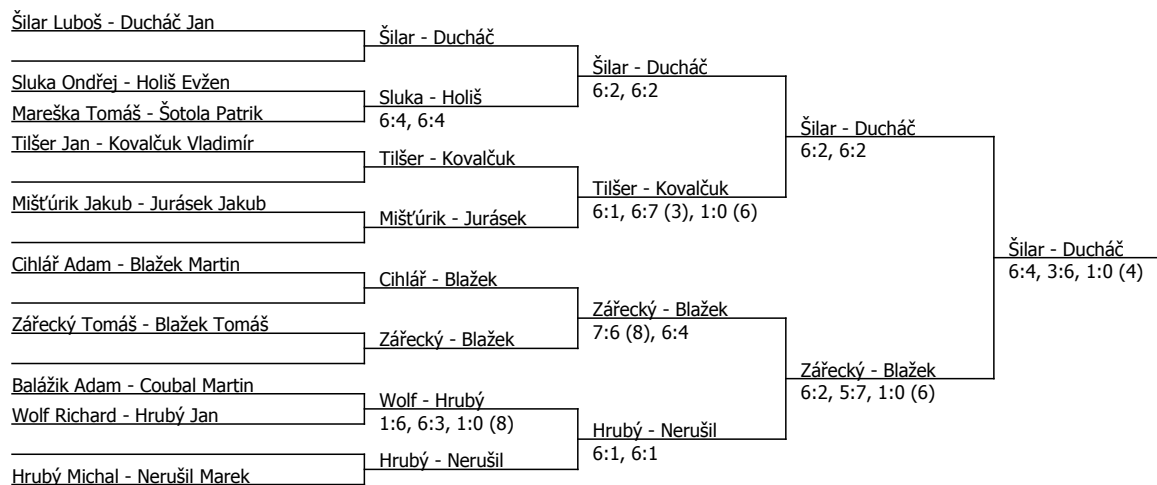 Šilar Luboš - Ducháč Jan
Sluka Ondřej - Holiš Evžen
Mareška Tomáš - Šotola Patrik
Tilšer Jan - Kovalčuk Vladimír
Mišťúrik Jakub - Jurásek Jakub
Cihlář Adam - Blažek Martin
Zářecký Tomáš - Blažek Tomáš
Balážik Adam - Coubal Martin
Wolf Richard - Hrubý Jan
Hrubý Michal - Nerušil Marek
Šilar - Ducháč
Sluka - Holiš
6:4, 6:4
Tilšer - Kovalčuk
Mišťúrik - Jurásek
Cihlář - Blažek
Zářecký - Blažek
Wolf - Hrubý
1:6, 6:3, 1:0 (8)
Hrubý - Nerušil
Šilar - Ducháč
6:2, 6:2
Tilšer - Kovalčuk
6:1, 6:7 (3), 1:0 (6)
Zářecký - Blažek
7:6 (8), 6:4
Hrubý - Nerušil
6:1, 6:1
Šilar - Ducháč
6:2, 6:2
Zářecký - Blažek
6:2, 5:7, 1:0 (6)
Šilar - Ducháč
6:4, 3:6, 1:0 (4)